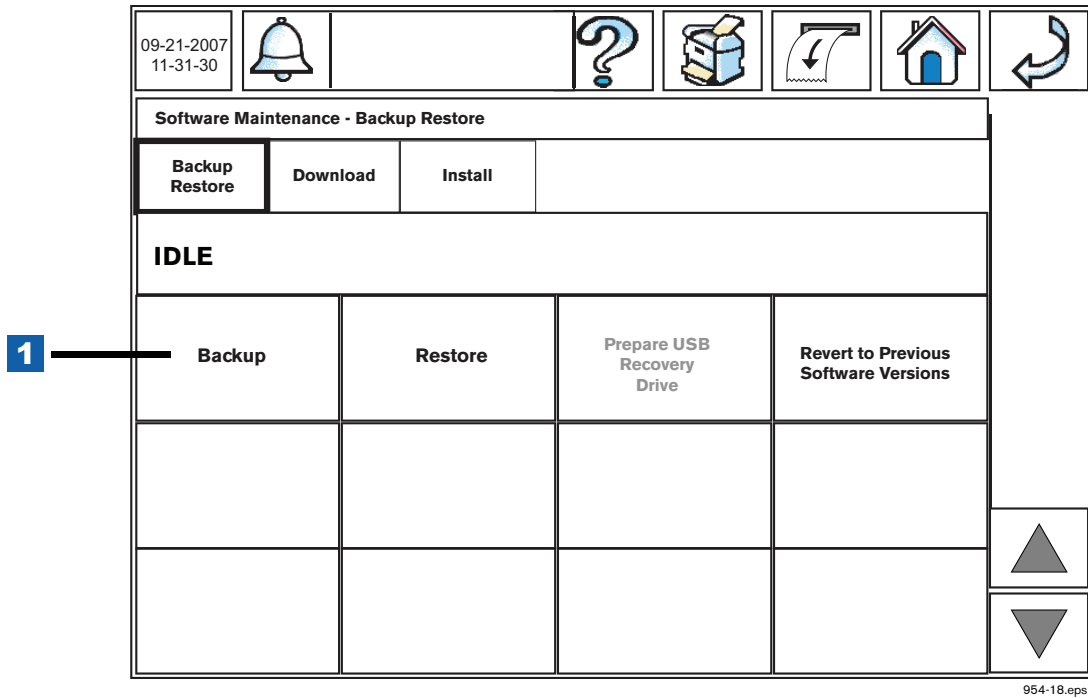 09-21-2007
11-31-30
Software Maintenance - Backup Restore
Backup
Restore
Download
Install
IDLE
1
Backup
Restore
Prepare USB
Recovery
Drive
Revert to Previous
Software Versions
954-18.eps